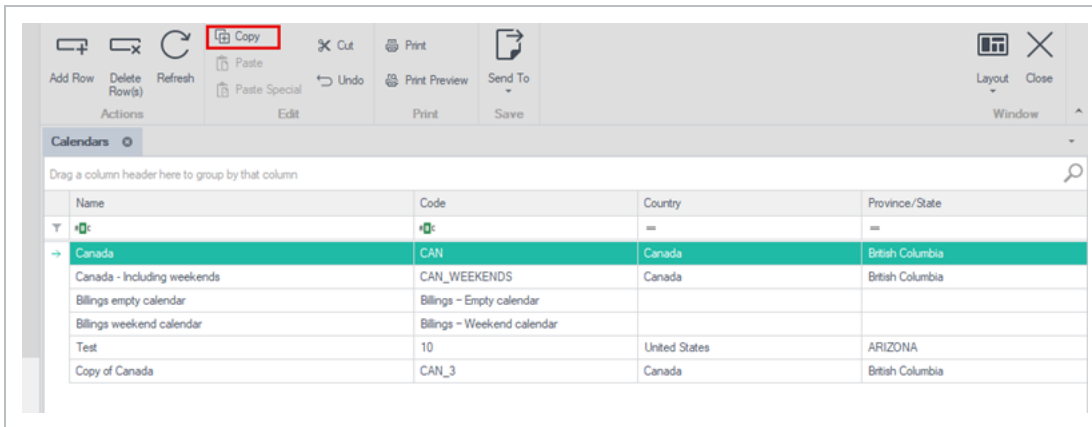 Add Row
Delete Row(s)
Refresh
Copy
Paste
Paste Special
Cut
Undo
Print
Print Preview
Send To
Layout
Close
Actions Edit Print Save Window
Calendars
Drag a column header here to group by that column
Name Code Country Province/State
Canada CAN Canada British Columbia
Canada - Including weekends CAN_WEEKENDS Canada British Columbia
Billings empty calendar Billings - Empty calendar
Billings weekend calendar Billings - Weekend calendar
Test 10 United States ARIZONA
Copy of Canada CAN_3 Canada British Columbia